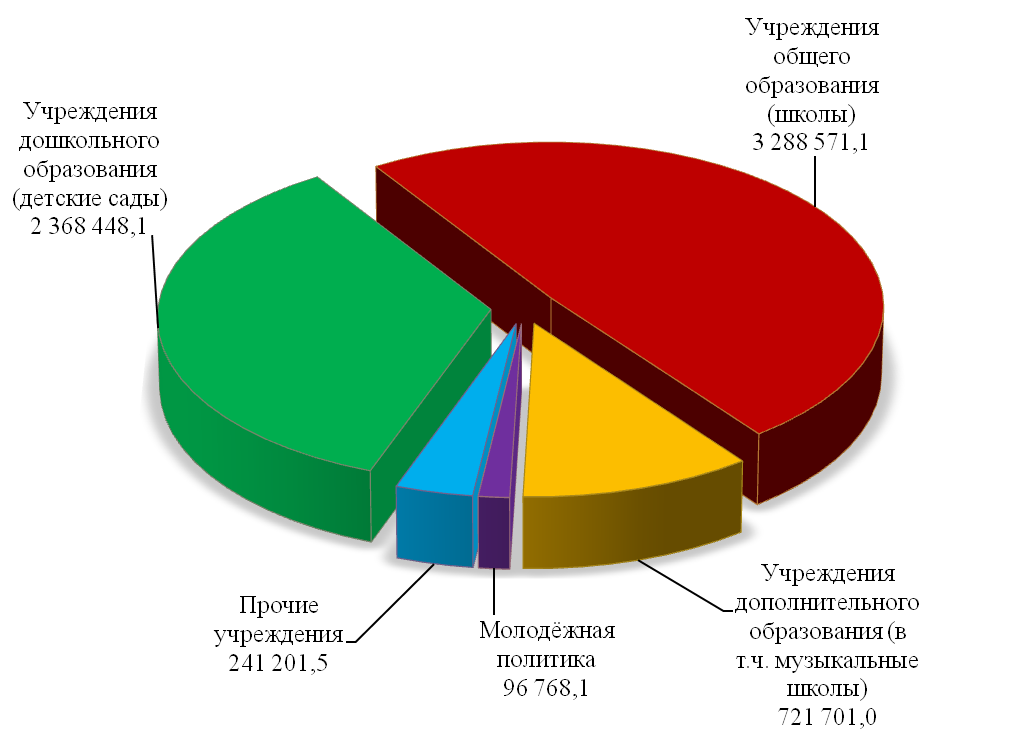 Учреждения
общего
образования
(школы)
3 288 571,1
Учреждения
дошкольного
образования
(детские сады)
2 368 448,1
Учреждения
дополнительного
образования (в
т.ч. музыкальные
школы)
721 701,0
Молодёжная
политика
96 768,1
Прочие
учреждения
241 201,5